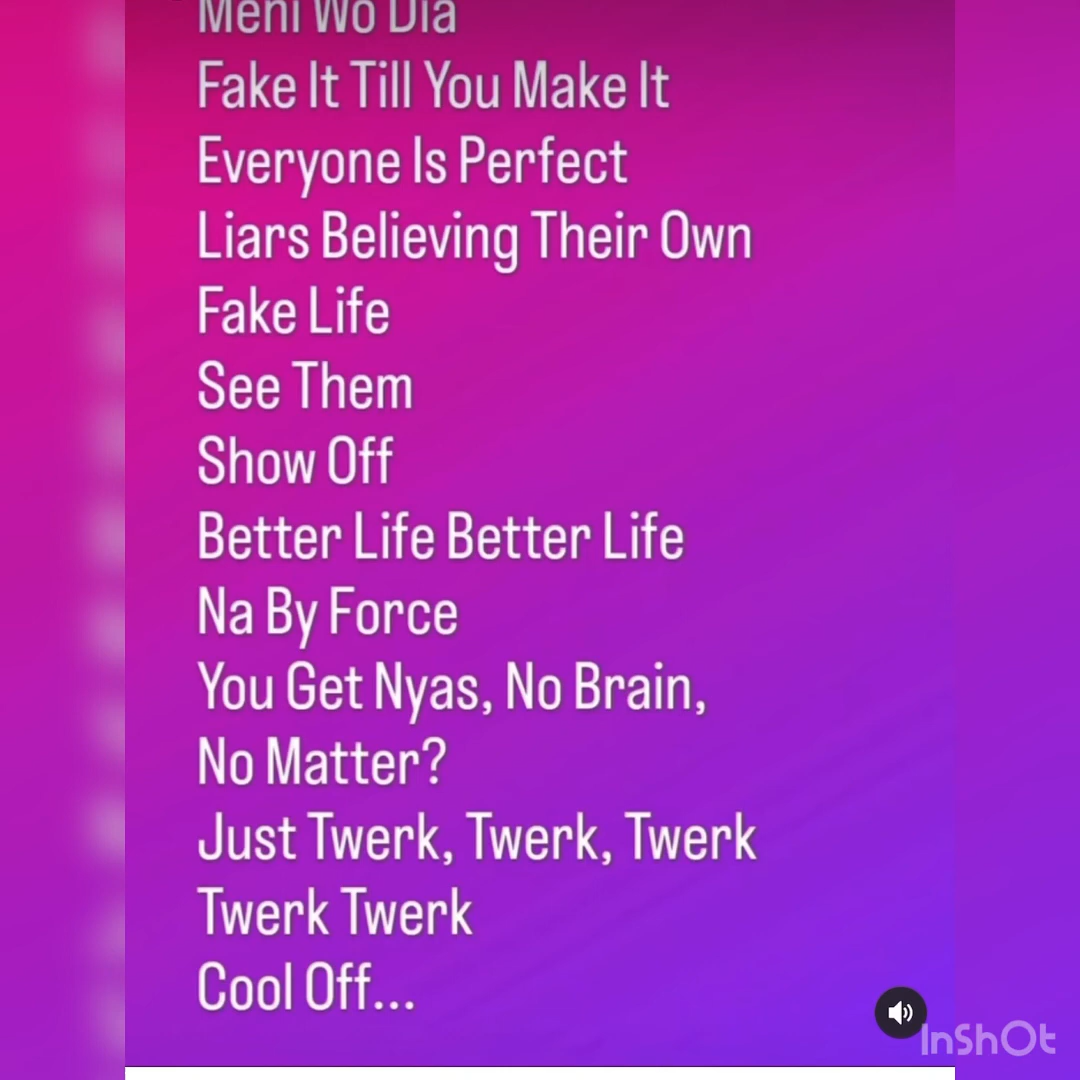 Meni Wo Dia
Fake It Till You Make It
Everyone Is Perfect
Liars Believing Their Own
Fake Life
See Them
Show Off
Better Life Better Life
Na By Force
You Get Nyas, No Brain,
No Matter?
Just Twerk, Twerk, Twerk
Twerk Twerk
Cool Off...
InShOt